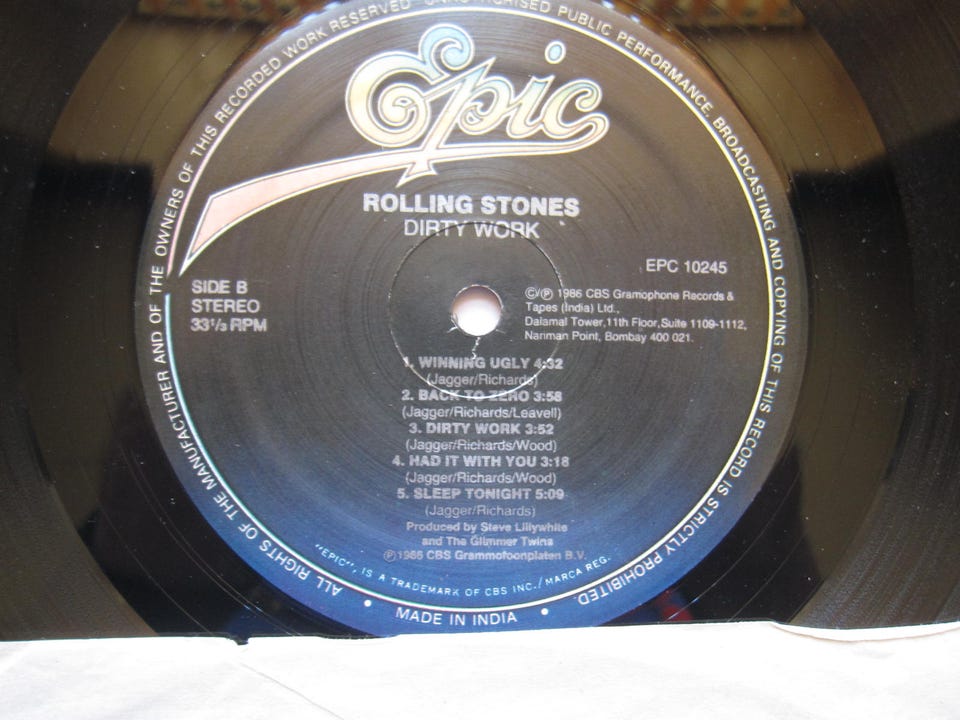 ALL RIGHTS OF THE MANUFACTURER AND OF THE OWNERS OF THIS RECORDED WORK RESERVED UNAUTHORISED PUBLIC PERFORMANCE, BROADCASTING AND COPYING OF THIS RECORD IS STRICTLY PROHIBITED.
Epic
ROLLING STONES
DIRTY WORK
SIDE B
STEREO
33⅓ RPM
EPC 10245
©/Ⓟ 1986 CBS Gramophone Records &
Tapes (India) Ltd.,
Dalamal Tower,11th Floor,Suite 1109-1112,
Nariman Point, Bombay 400 021.
1. WINNING UGLY 4:32
(Jagger/Richards)
2. BACK TO ZERO 3:58
(Jagger/Richards/Leavell)
3. DIRTY WORK 3:52
(Jagger/Richards/Wood)
4. HAD IT WITH YOU 3:18
(Jagger/Richards/Wood)
5. SLEEP TONIGHT 5:09
(Jagger/Richards)
Produced by Steve Lillywhite
and The Glimmer Twins
Ⓟ1986 CBS Grammofoonplaten B.V.
"EPIC", IS A TRADEMARK OF CBS INC./MARCA REG.
• MADE IN INDIA •